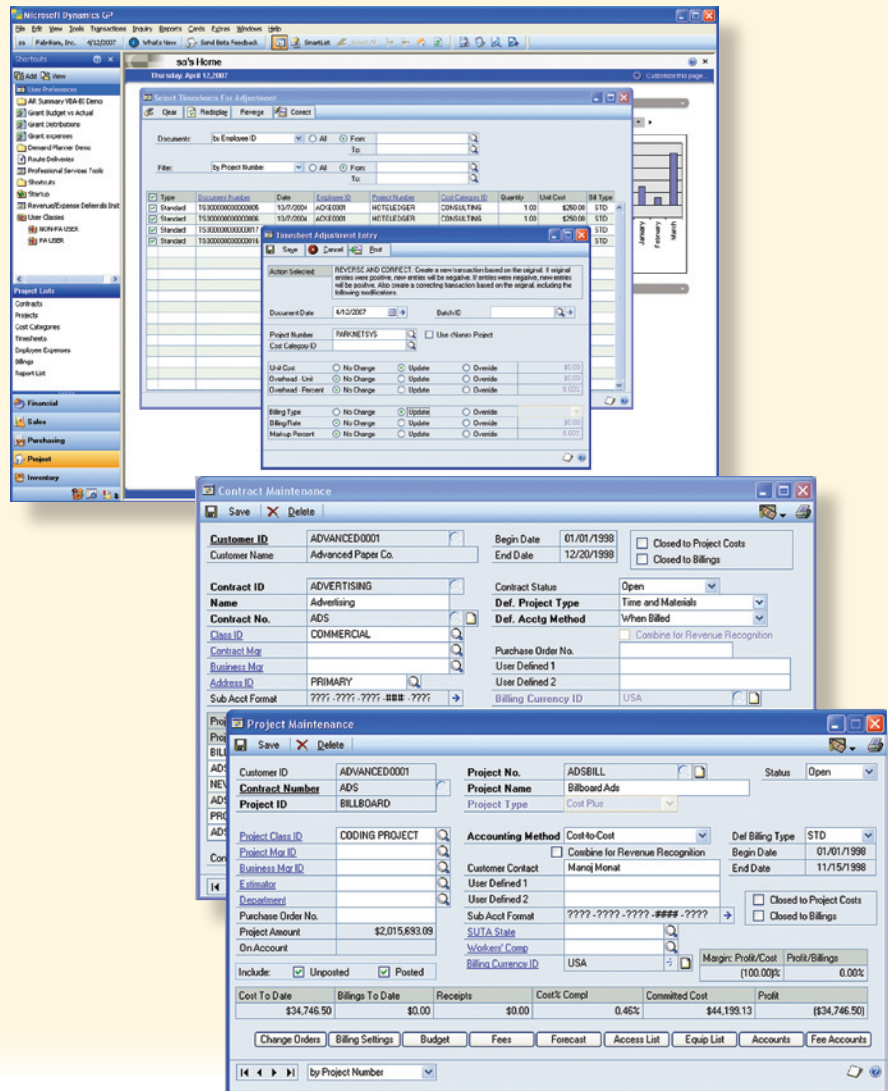 Microsoft Dynamics GP
File Edit View Tools Transactions Inquiry Reports Cards Extras Windows Help
sa Fabrikam, Inc. 4/12/2007 What's New Send Beta Feedback SmartList
Shortcuts
sa's Home
Add View
Thursday, April 12, 2007 Customize this page...
User Preferences
AR Summary VBA-BI Demo
Grant Budget vs Actual
Grant Distributions
Grant expenses
Demand Planner Demo
Route Deliveries
Professional Services Tools
Shortcuts
Startup
Revenue/Expense Deferrals Inst
User Classes
NON-PA USER
PA USER
Project Lists
Contracts
Projects
Cost Categories
Timesheets
Employee Expenses
Billings
Report List
Financial
Sales
Purchasing
Project
Inventory
January
February
March
Select Timesheets For Adjustment
Clear Redisplay Reverse Correct
Documents: by Employee ID All From:
To:
Filter: by Project Number All From:
To:
Type Document Number Date Employee ID Project Number Cost Category ID Quantity Unit Cost Bill Type
Standard TS00000000000005 10/7/2004 ACKE0001 HOTELEDGER CONSULTING 1.00 $250.00 STD
Standard TS00000000000006 10/7/2004 ACKE0001 HOTELEDGER CONSULTING 1.00 $250.00 STD
Standard STD
Standard STD
Timesheet Adjustment Entry
Save Cancel Post
Action Selected: REVERSE AND CORRECT: Create a new transaction based on the original. If original
entries were positive, new entries will be negative. If entries were negative, new entries
will be positive. Also create a correcting transaction based on the original, including the
following modifications.
Document Date 4/12/2007 Batch ID
Project Number PARKNETSYS Use <None> Project
Cost Category ID
Unit Cost No Change Update Override $0.00
Overhead - Unit No Change Update Override $0.00
Overhead - Percent No Change Update Override 0.00%
Billing Type No Change Update Override
Billing Rate No Change Update Override $0.00
Markup Percent No Change Update Override 0.00%
Contract Maintenance
Save Delete
Customer ID ADVANCED0001 Begin Date 01/01/1998 Closed to Project Costs
Customer Name Advanced Paper Co. End Date 12/20/1998 Closed to Billings
Contract ID ADVERTISING Contract Status Open
Name Advertising Def. Project Type Time and Materials
Contract No. ADS Def. Acctg Method When Billed
Class ID COMMERCIAL Combine for Revenue Recognition
Contract Mgr Purchase Order No.
Business Mgr User Defined 1
Address ID PRIMARY User Defined 2
Sub Acct Format ???? -???? -???? -### -???? Billing Currency ID USA
Project Maintenance
Save Delete
Customer ID ADVANCED0001 Project No. ADSBILL Status Open
Contract Number ADS Project Name Billboard Ads
Project ID BILLBOARD Project Type Cost Plus
Project Class ID CODING PROJECT Accounting Method Cost-to-Cost Def Billing Type STD
Project Mgr ID Combine for Revenue Recognition Begin Date 01/01/1998
Business Mgr ID Customer Contact Manoj Monat End Date 11/15/1998
Estimator User Defined 1
Department User Defined 2 Closed to Project Costs
Purchase Order No. Sub Acct Format ???? -???? -???? -#### -???? Closed to Billings
Project Amount $2,015,693.09 SUTA State
On Account Workers' Comp
Include: Unposted Posted Billing Currency ID USA Margin: Profit/Cost Profit/Billings
(100.00)% 0.00%
Cost To Date Billings To Date Receipts Cost% Compl Committed Cost Profit
$34,746.50 $0.00 $0.00 0.46% $44,199.13 ($34,746.50)
Change Orders Billing Settings Budget Fees Forecast Access List Equip List Accounts Fee Accounts
by Project Number